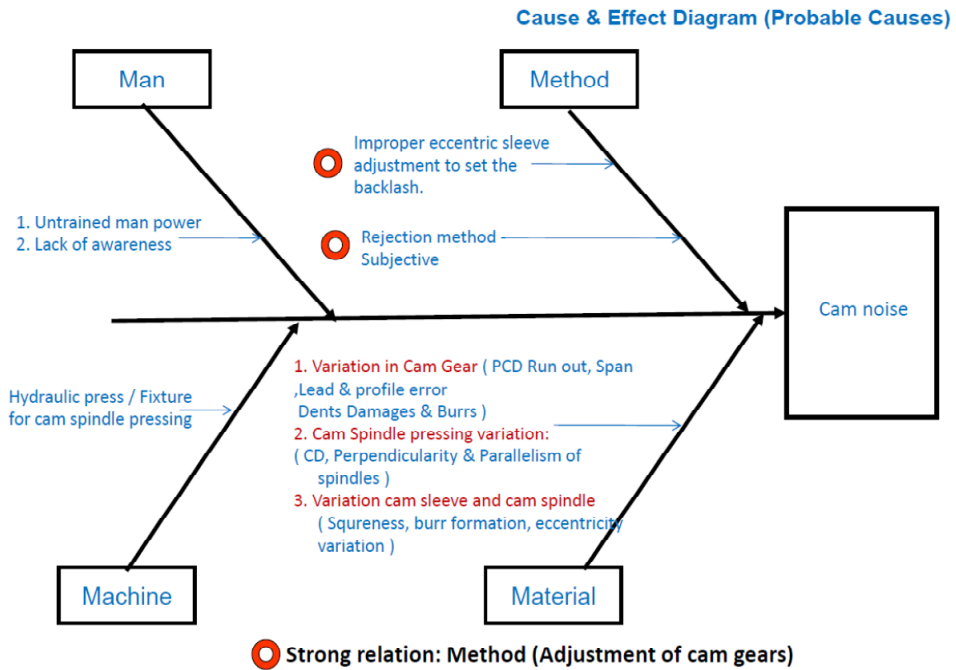 Cause & Effect Diagram (Probable Causes)
Man
Method
Improper eccentric sleeve
adjustment to set the
backlash.
1. Untrained man power
2. Lack of awareness
Rejection method
Subjective
Cam noise
Hydraulic press / Fixture
for cam spindle pressing
1. Variation in Cam Gear ( PCD Run out, Span
,Lead & profile error
Dents Damages & Burrs )
2. Cam Spindle pressing variation:
( CD, Perpendicularity & Parallelism of
spindles )
3. Variation cam sleeve and cam spindle
( Squreness, burr formation, eccentricity
variation )
Machine
Material
Strong relation: Method (Adjustment of cam gears)